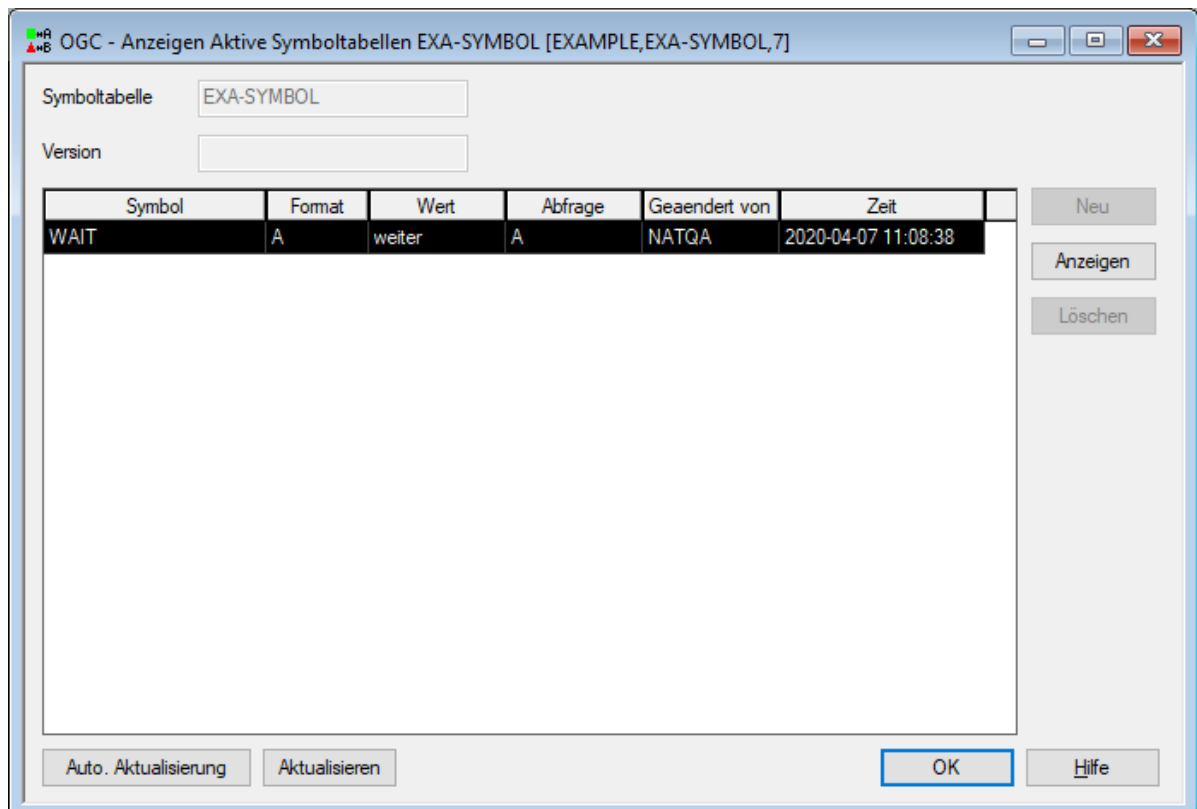 OGC - Anzeigen Aktive Symboltabellen EXA-SYMBOL [EXAMPLE,EXA-SYMBOL,7]
Symboltabelle EXA-SYMBOL
Version
Symbol Format Wert Abfrage Geaendert von Zeit Neu
WAIT A weiter A NATQA 2020-04-07 11:08:38
Anzeigen
Löschen
Auto. Aktualisierung Aktualisieren OK Hilfe